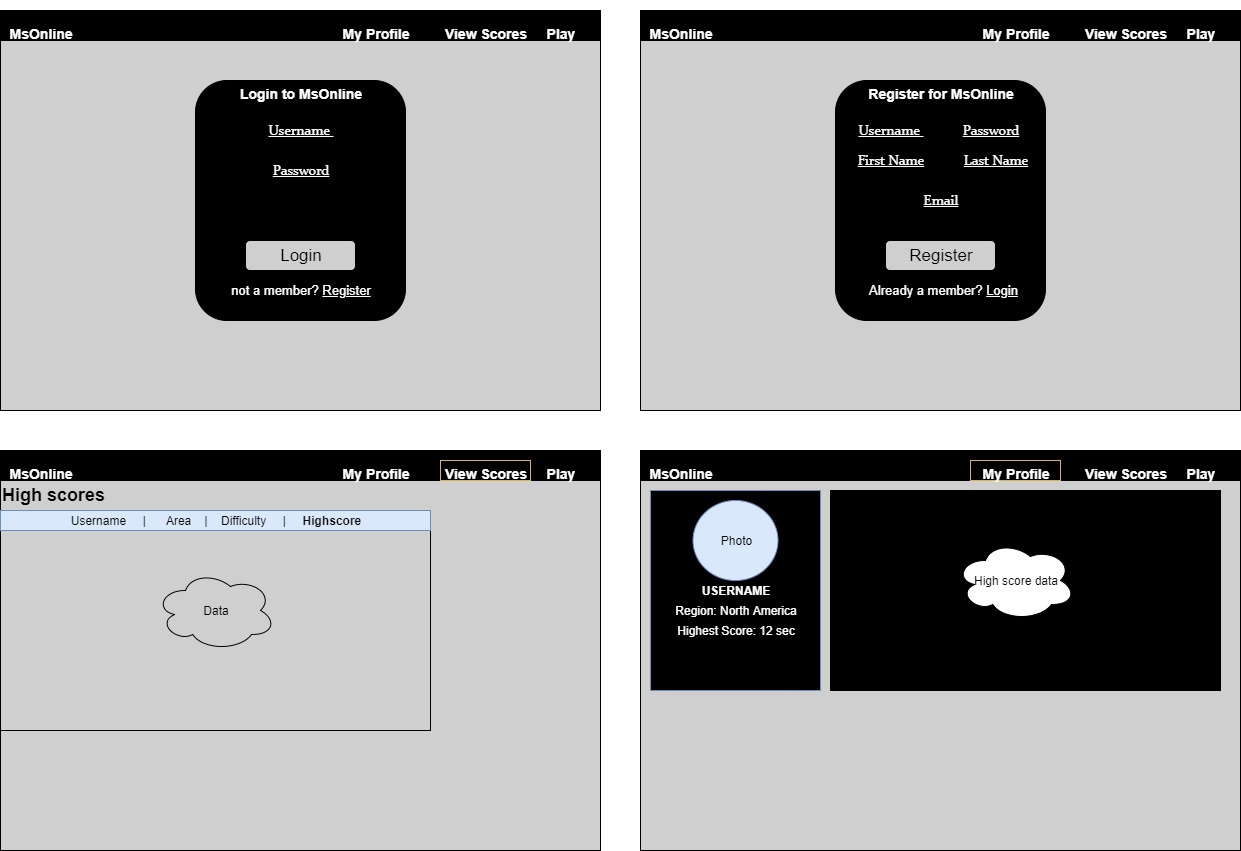 MsOnline My Profile View Scores Play
Login to MsOnline
Username
Password
Login
not a member? Register
MsOnline My Profile View Scores Play
Register for MsOnline
Username Password
First Name Last Name
Email
Register
Already a member? Login
MsOnline My Profile View Scores Play
High scores
Username | Area | Difficulty | Highscore
Data
MsOnline My Profile View Scores Play
Photo
USERNAME
Region: North America
Highest Score: 12 sec
High score data